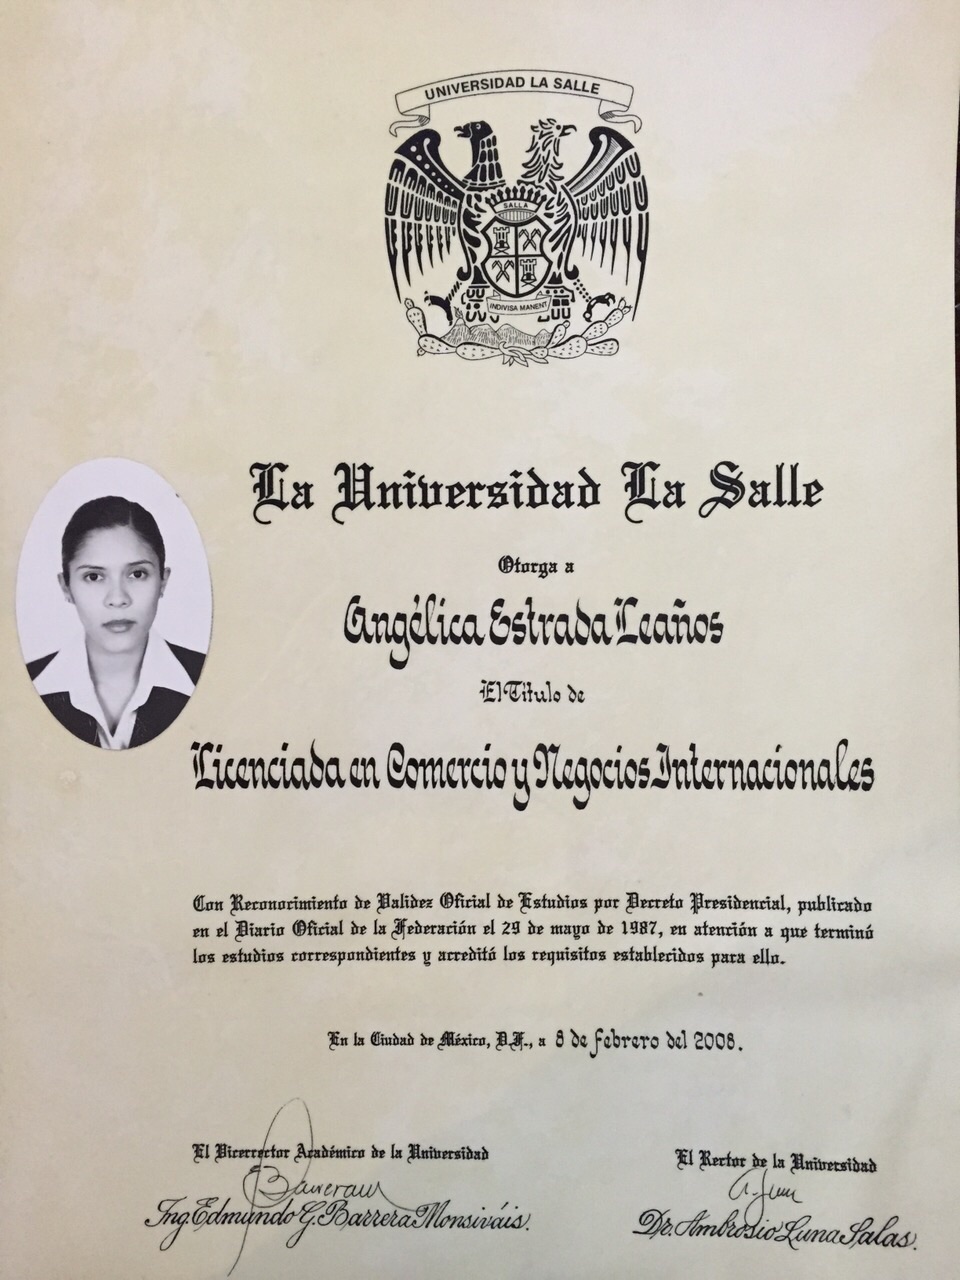 UNIVERSIDAD LA SALLE
SALLE
INDIVISA MANENT
La Universidad La Salle
Otorga a
Angélica Estrada Leaños
El Titulo de
Licenciada en Comercio y Negocios Internacionales
Con Reconocimiento de Validez Oficial de Estudios por Decreto Presidencial, publicado
en el Diario Oficial de la Federación el 29 de mayo de 1987, en atención a que terminó
los estudios correspondientes y acreditó los requisitos establecidos para ello.
En la Ciudad de México, D.F., a 8 de febrero del 2008.
El Vicerrector Académico de la Universidad
Ing. Edmundo G. Barrera Monsiváis.
El Rector de la Universidad
Dr. Ambrosio Luna Salas.